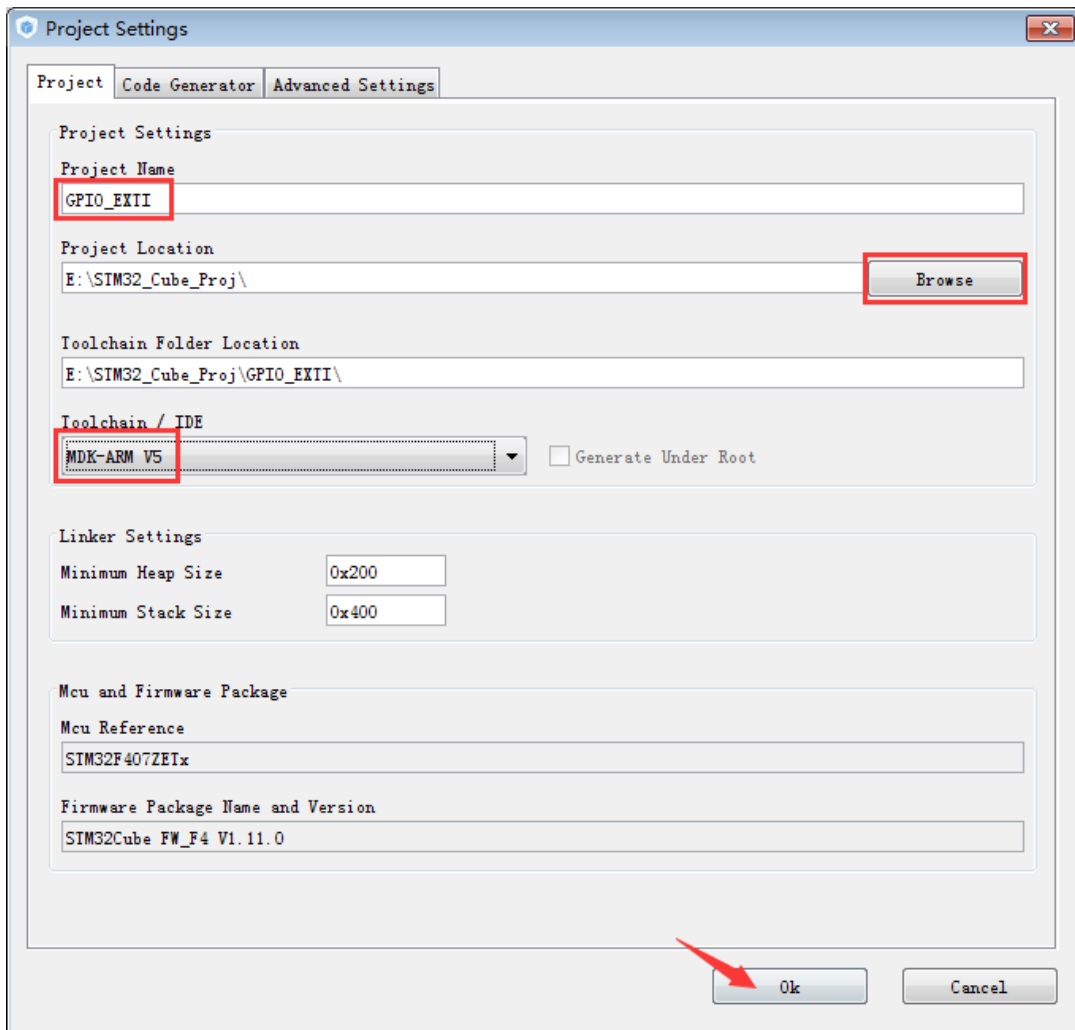 Project Settings
Project
Code Generator
Advanced Settings
Project Settings
Project Name
GPIO_EXTI
Project Location
E:\STM32_Cube_Proj\
Browse
Toolchain Folder Location
E:\STM32_Cube_Proj\GPIO_EXTI\
Toolchain / IDE
MDK-ARM V5
Generate Under Root
Linker Settings
Minimum Heap Size
0x200
Minimum Stack Size
0x400
Mcu and Firmware Package
Mcu Reference
STM32F407ZETx
Firmware Package Name and Version
STM32Cube FW_F4 V1.11.0
Ok
Cancel